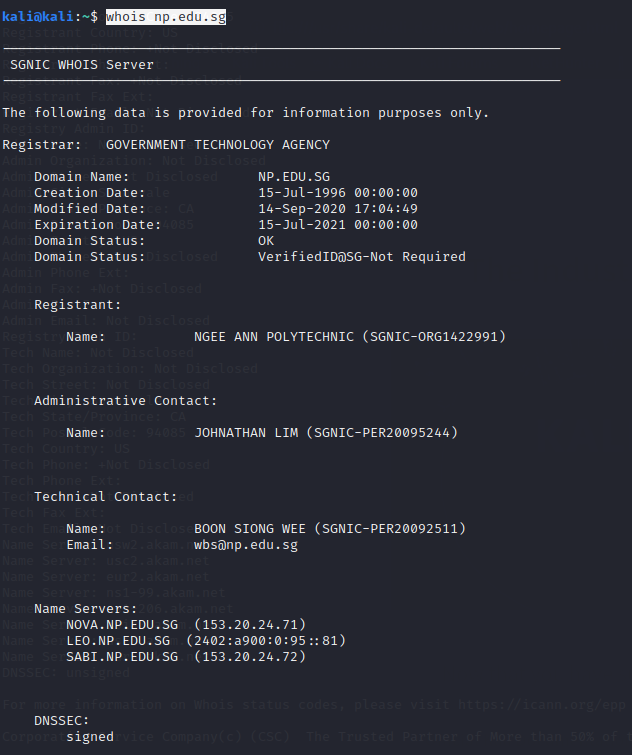 kali@kali:~$ whois np.edu.sg
SGNIC WHOIS Server
The following data is provided for information purposes only.
Registrar: GOVERNMENT TECHNOLOGY AGENCY
Domain Name: NP.EDU.SG
Creation Date: 15-Jul-1996 00:00:00
Modified Date: 14-Sep-2020 17:04:49
Expiration Date: 15-Jul-2021 00:00:00
Domain Status: OK
Domain Status: VerifiedID@SG-Not Required
Registrant:
Name: NGEE ANN POLYTECHNIC (SGNIC-ORG1422991)
Administrative Contact:
Name: JOHNATHAN LIM (SGNIC-PER20095244)
Technical Contact:
Name: BOON SIONG WEE (SGNIC-PER20092511)
Email: wbs@np.edu.sg
Name Servers:
NOVA.NP.EDU.SG (153.20.24.71)
LEO.NP.EDU.SG (2402:a900:0:95::81)
SABI.NP.EDU.SG (153.20.24.72)
DNSSEC:
signed